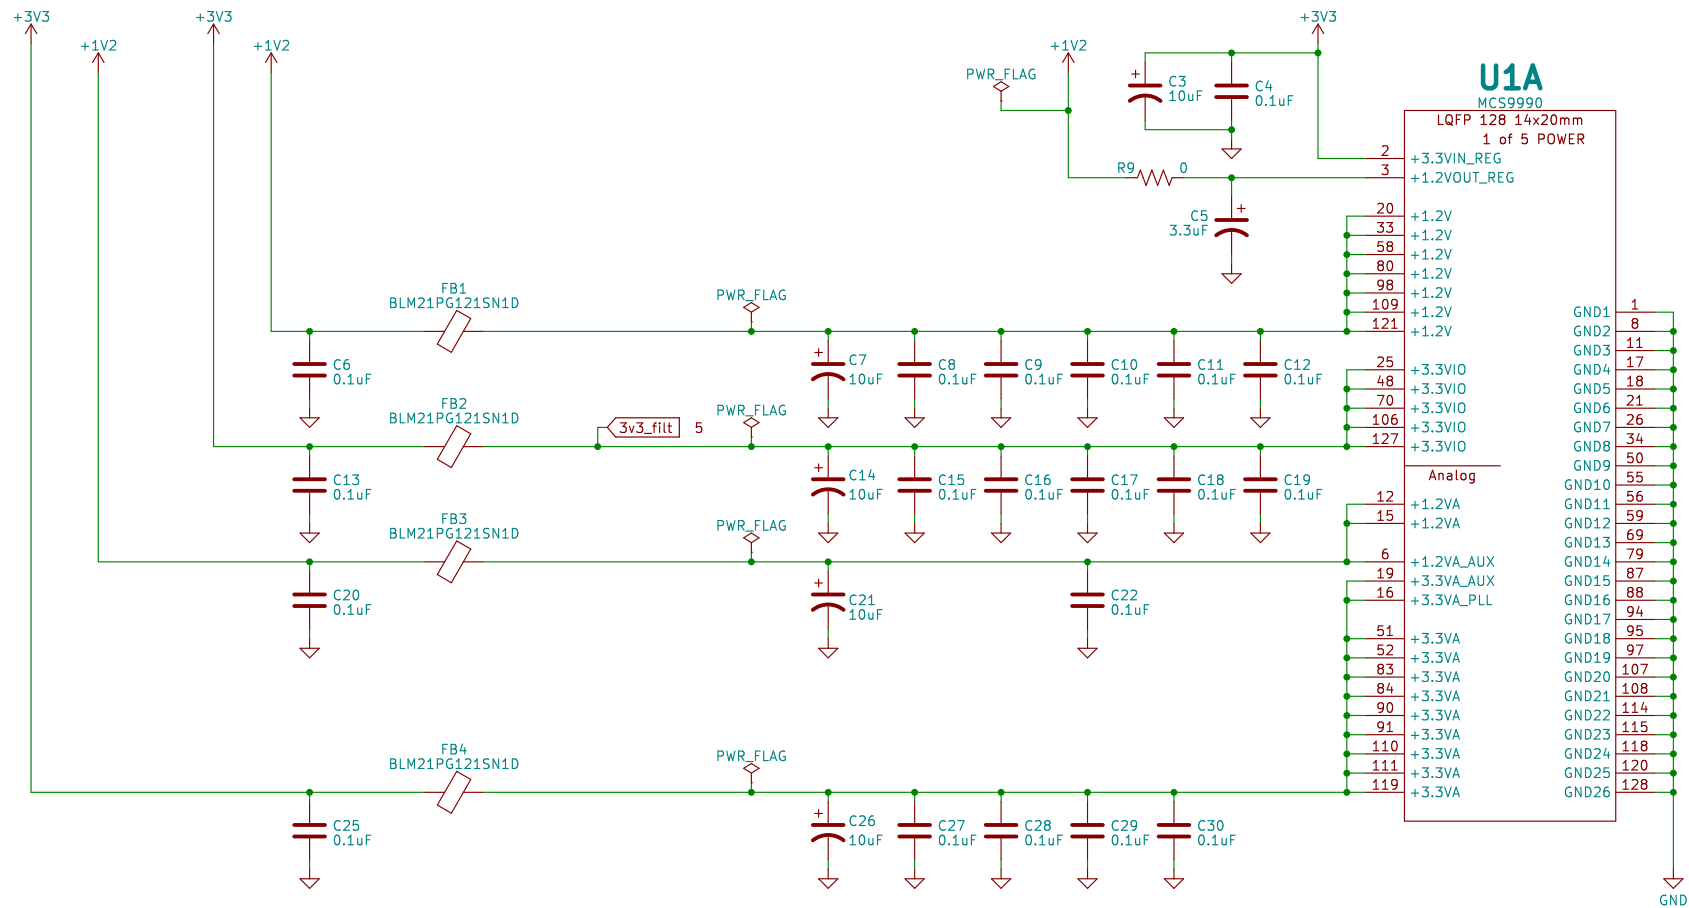 +3V3
+1V2
+3V3
+1V2
PWR_FLAG
+1V2
+3V3
+
C3
10uF
C4
0.1uF
R9
0
+
C5
3.3uF
U1A
MCS9990
LQFP 128 14x20mm
1 of 5 POWER
2 +3.3VIN_REG
3 +1.2VOUT_REG
20 +1.2V
33 +1.2V
58 +1.2V
80 +1.2V
98 +1.2V
109 +1.2V
121 +1.2V
25 +3.3VIO
48 +3.3VIO
70 +3.3VIO
106 +3.3VIO
127 +3.3VIO
Analog
12 +1.2VA
15 +1.2VA
6 +1.2VA_AUX
19 +3.3VA_AUX
16 +3.3VA_PLL
51 +3.3VA
52 +3.3VA
83 +3.3VA
84 +3.3VA
90 +3.3VA
91 +3.3VA
110 +3.3VA
111 +3.3VA
119 +3.3VA
GND1 1
GND2 8
GND3 11
GND4 17
GND5 18
GND6 21
GND7 26
GND8 34
GND9 50
GND10 55
GND11 56
GND12 59
GND13 69
GND14 79
GND15 87
GND16 88
GND17 94
GND18 95
GND19 97
GND20 107
GND21 108
GND22 114
GND23 115
GND24 118
GND25 120
GND26 128
GND
FB1
BLM21PG121SN1D
PWR_FLAG
C6
0.1uF
+
C7
10uF
C8
0.1uF
C9
0.1uF
C10
0.1uF
C11
0.1uF
C12
0.1uF
FB2
BLM21PG121SN1D
3v3_filt 5
PWR_FLAG
C13
0.1uF
+
C14
10uF
C15
0.1uF
C16
0.1uF
C17
0.1uF
C18
0.1uF
C19
0.1uF
FB3
BLM21PG121SN1D
PWR_FLAG
C20
0.1uF
+
C21
10uF
C22
0.1uF
FB4
BLM21PG121SN1D
PWR_FLAG
C25
0.1uF
+
C26
10uF
C27
0.1uF
C28
0.1uF
C29
0.1uF
C30
0.1uF